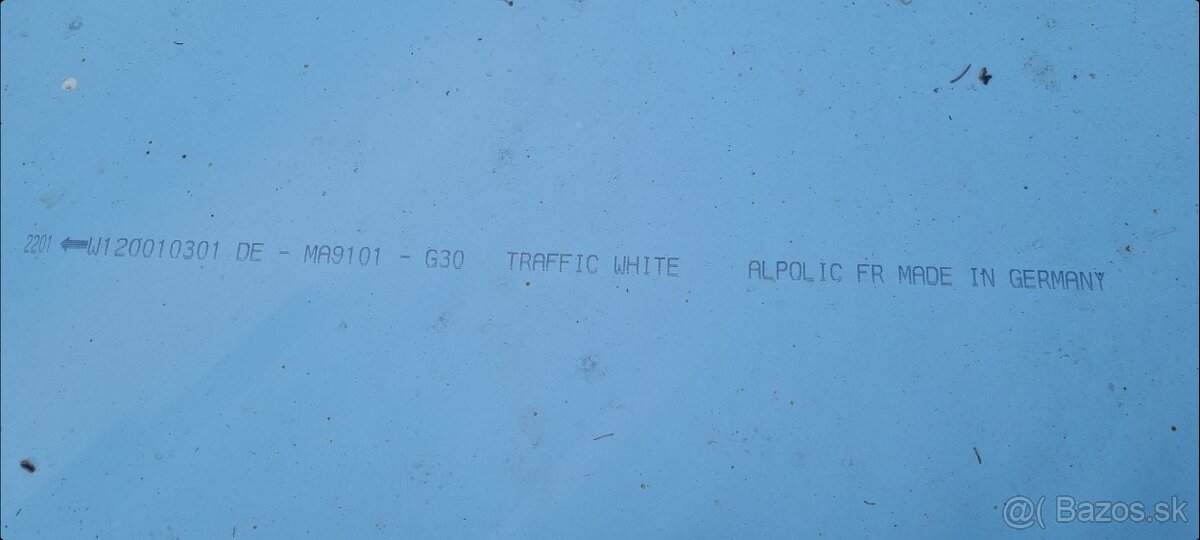 2201 ⬅W120010301 DE - MA9101 - G30 TRAFFIC WHITE ALPOLIC FR MADE IN GERMANY
@( Bazos.sk